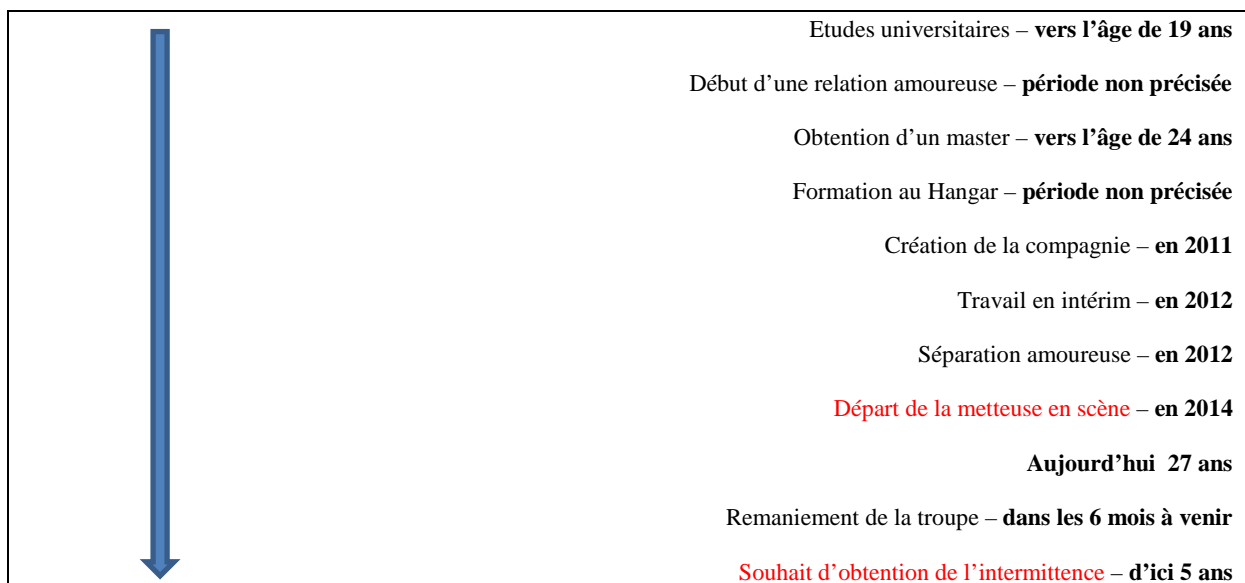 Etudes universitaires – vers l’âge de 19 ans
Début d’une relation amoureuse – période non précisée
Obtention d’un master – vers l’âge de 24 ans
Formation au Hangar – période non précisée
Création de la compagnie – en 2011
Travail en intérim – en 2012
Séparation amoureuse – en 2012
Départ de la metteuse en scène – en 2014
Aujourd’hui 27 ans
Remaniement de la troupe – dans les 6 mois à venir
Souhait d’obtention de l’intermittence – d’ici 5 ans